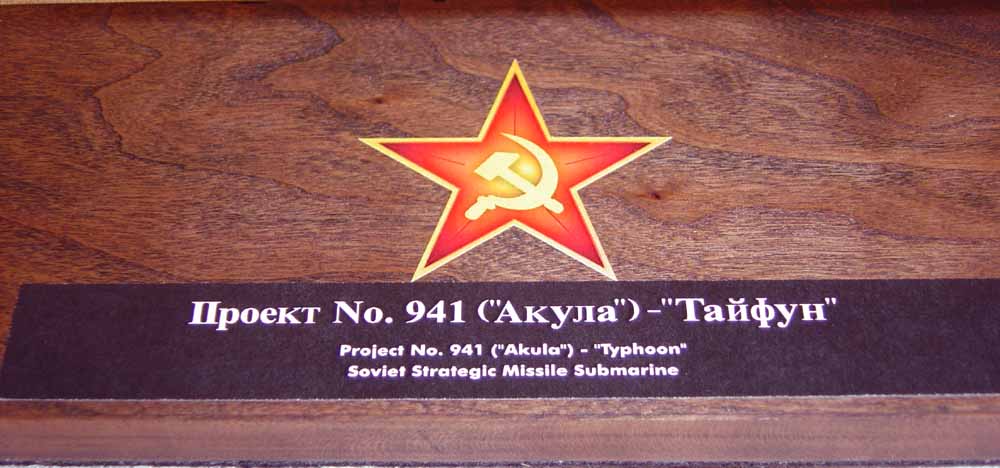 Проект No. 941 ("Акула") - "Тайфун"
Project No. 941 ("Akula") - "Typhoon"
Soviet Strategic Missile Submarine